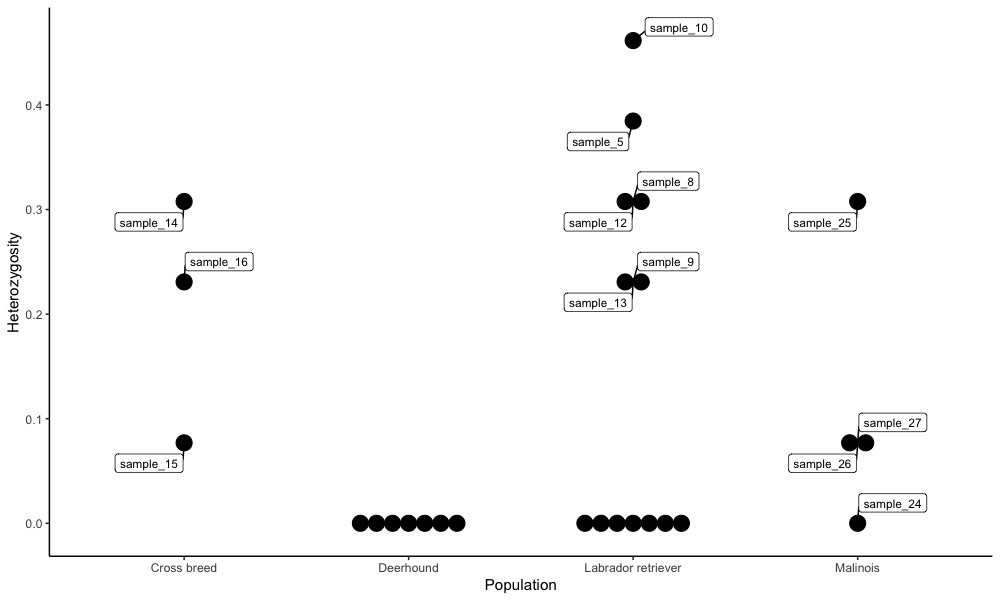 sample_10
0.4
sample_5
sample_8
0.3
sample_14
sample_12
sample_25
Heterozygosity
sample_16
sample_9
0.2
sample_13
0.1
sample_27
sample_15
sample_26
sample_24
0.0
Cross breed
Deerhound
Labrador retriever
Malinois
Population